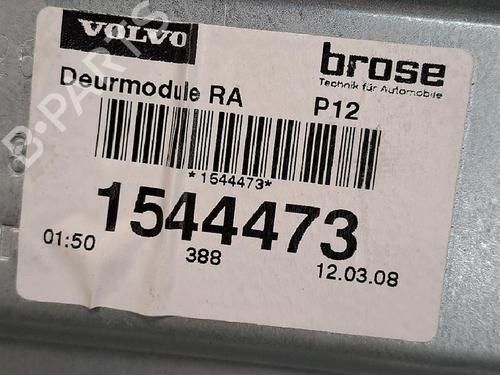 VOLVO
brose
Technik für Automobile
Deurmodule RA P12
*1544473*
1544473
01:50 388 12.03.08
B-PARTS